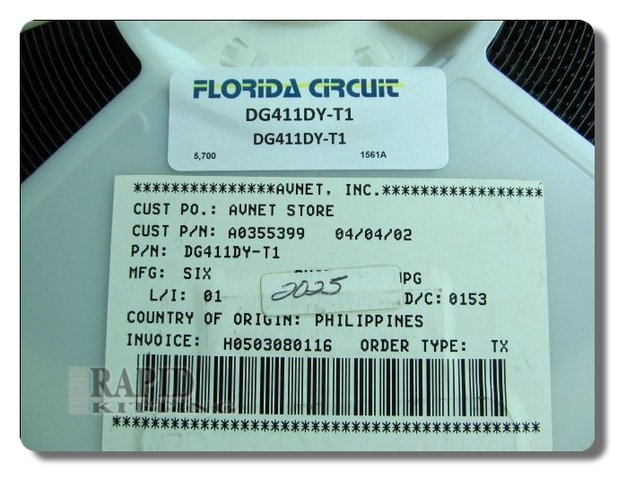 FLORIDA CIRCUIT
DG411DY-T1
DG411DY-T1
5,700 1561A
******************AVNET, INC.*********************
CUST PO.: AVNET STORE
CUST P/N: A0355399 04/04/02
P/N: DG411DY-T1
MFG: SIX
2025
L/I: 01 D/C: 0153
COUNTRY OF ORIGIN: PHILIPPINES
INVOICE: H0503080116 ORDER TYPE: TX
RAPID
KITTING